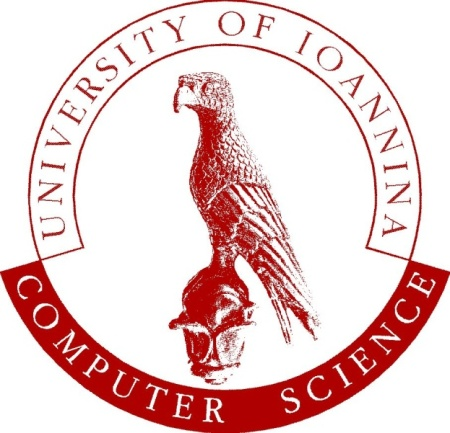 UNIVERSITY OF IOANNINA
COMPUTER SCIENCE